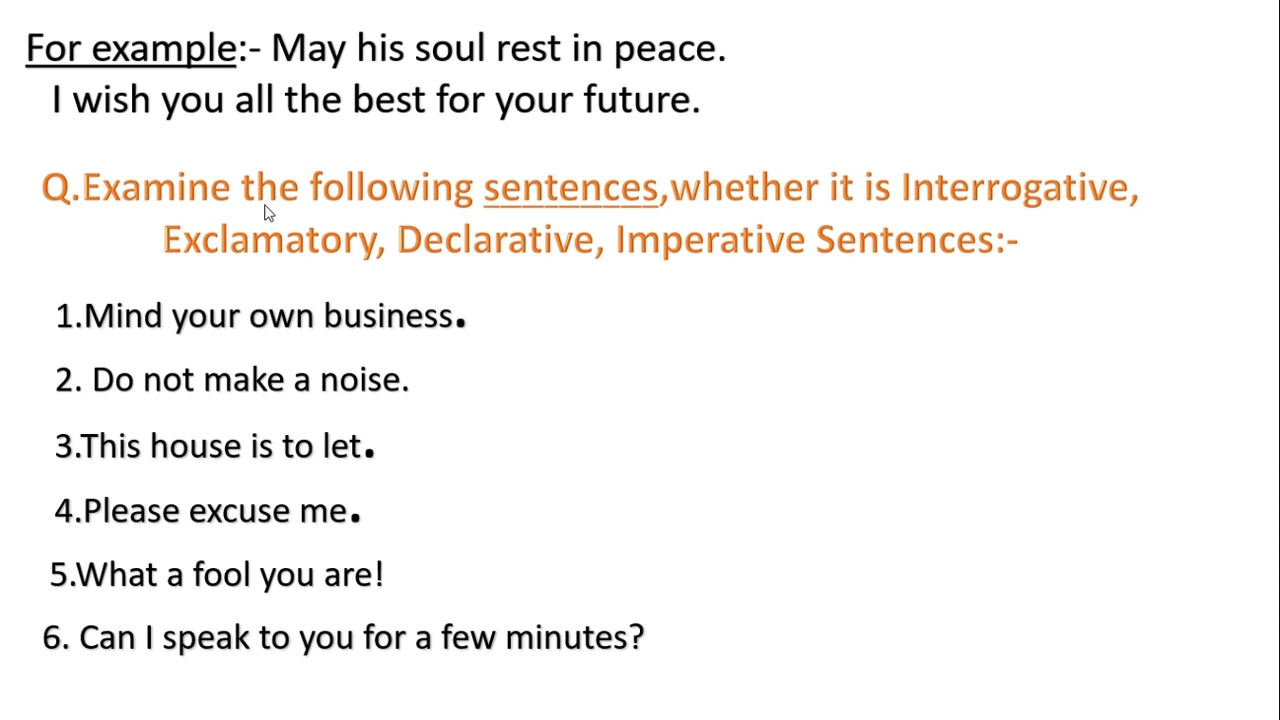 For example:- May his soul rest in peace.
I wish you all the best for your future.
Q.Examine the following sentences,whether it is Interrogative,
Exclamatory, Declarative, Imperative Sentences:-
1.Mind your own business.
2. Do not make a noise.
3.This house is to let.
4.Please excuse me.
5.What a fool you are!
6. Can I speak to you for a few minutes?